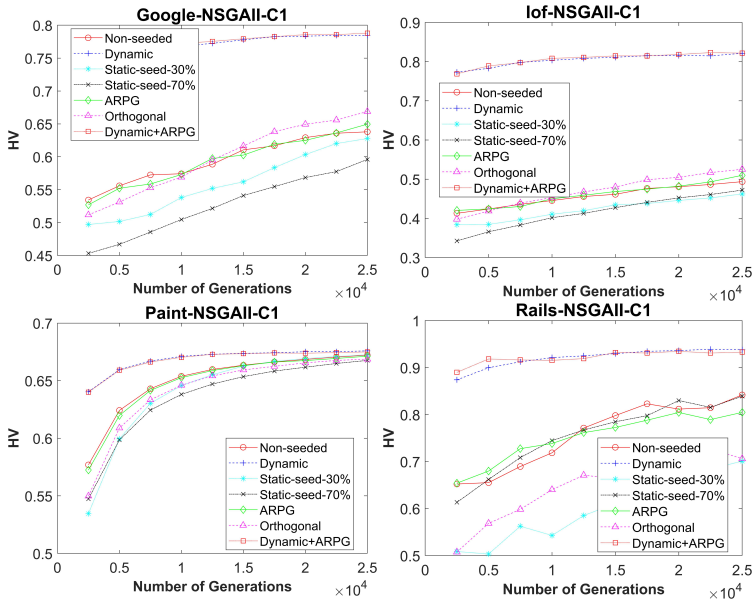 Google-NSGAII-C1
HV
0.8
0.75
0.7
0.65
0.6
0.55
0.5
0.45
Non-seeded
Dynamic
Static-seed-30%
Static-seed-70%
ARPG
Orthogonal
Dynamic+ARPG
0 0.5 1 1.5 2 2.5
Number of Generations
×10^4
Iof-NSGAII-C1
HV
0.9
0.8
0.7
0.6
0.5
0.4
0.3
Non-seeded
Dynamic
Static-seed-30%
Static-seed-70%
ARPG
Orthogonal
Dynamic+ARPG
0 0.5 1 1.5 2 2.5
Number of Generations
×10^4
Paint-NSGAII-C1
HV
0.7
0.65
0.6
0.55
0.5
Non-seeded
Dynamic
Static-seed-30%
Static-seed-70%
ARPG
Orthogonal
Dynamic+ARPG
0 0.5 1 1.5 2 2.5
Number of Generations
×10^4
Rails-NSGAII-C1
HV
1
0.9
0.8
0.7
0.6
0.5
Non-seeded
Dynamic
Static-seed-30%
Static-seed-70%
ARPG
Orthogonal
Dynamic+ARPG
0 0.5 1 1.5 2 2.5
Number of Generations
×10^4